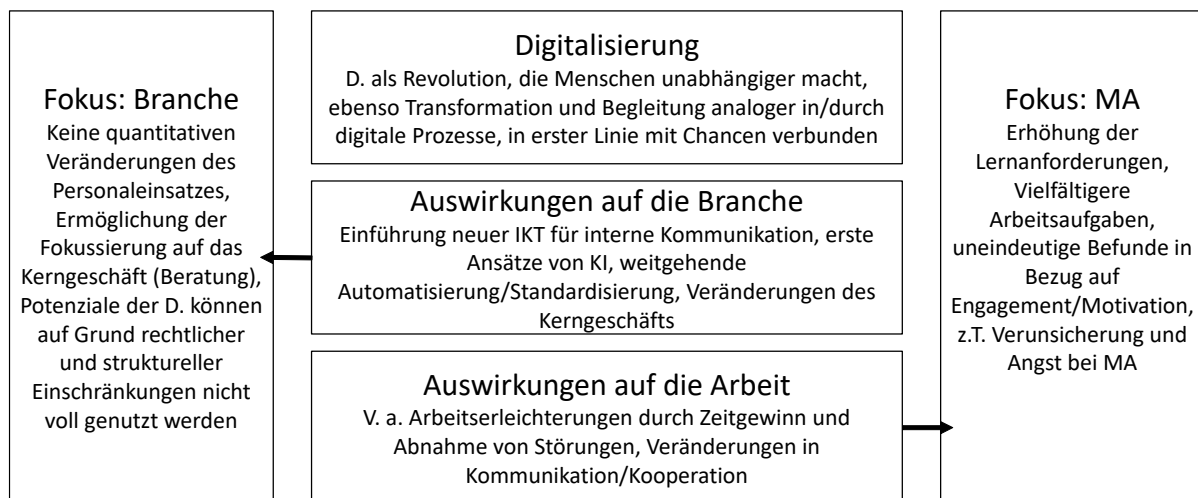 Fokus: Branche
Keine quantitativen
Veränderungen des
Personaleinsatzes,
Ermöglichung der
Fokussierung auf das
Kerngeschäft (Beratung),
Potenziale der D. können
auf Grund rechtlicher
und struktureller
Einschränkungen nicht
voll genutzt werden
Digitalisierung
D. als Revolution, die Menschen unabhängiger macht,
ebenso Transformation und Begleitung analoger in/durch
digitale Prozesse, in erster Linie mit Chancen verbunden
Auswirkungen auf die Branche
Einführung neuer IKT für interne Kommunikation, erste
Ansätze von KI, weitgehende
Automatisierung/Standardisierung, Veränderungen des
Kerngeschäfts
Auswirkungen auf die Arbeit
V. a. Arbeitserleichterungen durch Zeitgewinn und
Abnahme von Störungen, Veränderungen in
Kommunikation/Kooperation
Fokus: MA
Erhöhung der
Lernanforderungen,
Vielfältigere
Arbeitsaufgaben,
uneindeutige Befunde in
Bezug auf
Engagement/Motivation,
z.T. Verunsicherung und
Angst bei MA